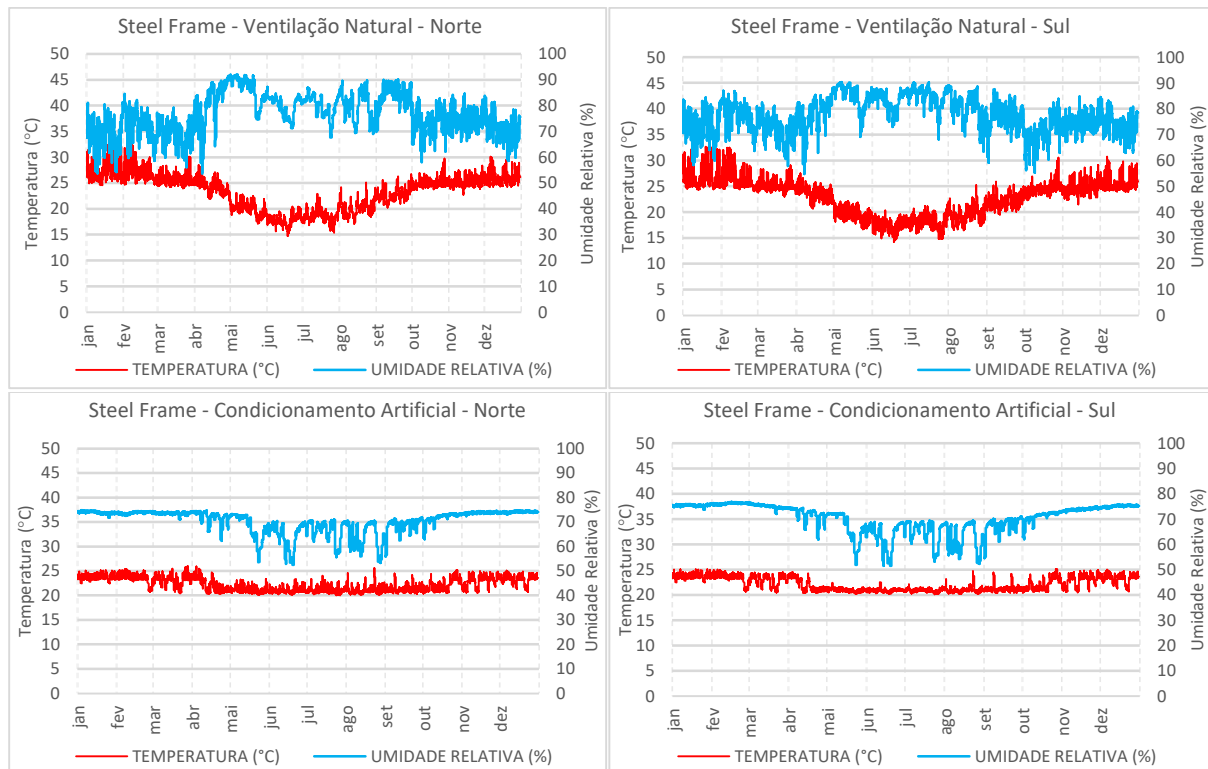 Steel Frame - Ventilação Natural - Norte
50
45
40
35
30
25
20
15
10
5
0
Temperatura (°C)
100
90
80
70
60
50
40
30
20
10
0
Umidade Relativa (%)
jan
fev
mar
abr
mai
jun
jul
ago
set
out
nov
dez
TEMPERATURA (°C)
UMIDADE RELATIVA (%)
Steel Frame - Ventilação Natural - Sul
50
45
40
35
30
25
20
15
10
5
0
Temperatura (°C)
100
90
80
70
60
50
40
30
20
10
0
Umidade Relativa (%)
jan
fev
mar
abr
mai
jun
jul
ago
set
out
nov
dez
TEMPERATURA (°C)
UMIDADE RELATIVA (%)
Steel Frame - Condicionamento Artificial - Norte
50
45
40
35
30
25
20
15
10
5
0
Temperatura (°C)
100
90
80
70
60
50
40
30
20
10
0
Umidade Relativa (%)
jan
fev
mar
abr
mai
jun
jul
ago
set
out
nov
dez
TEMPERATURA (°C)
UMIDADE RELATIVA (%)
Steel Frame - Condicionamento Artificial - Sul
50
45
40
35
30
25
20
15
10
5
0
Temperatura (°C)
100
90
80
70
60
50
40
30
20
10
0
Umidade Relativa (%)
jan
fev
mar
abr
mai
jun
jul
ago
set
out
nov
dez
TEMPERATURA (°C)
UMIDADE RELATIVA (%)